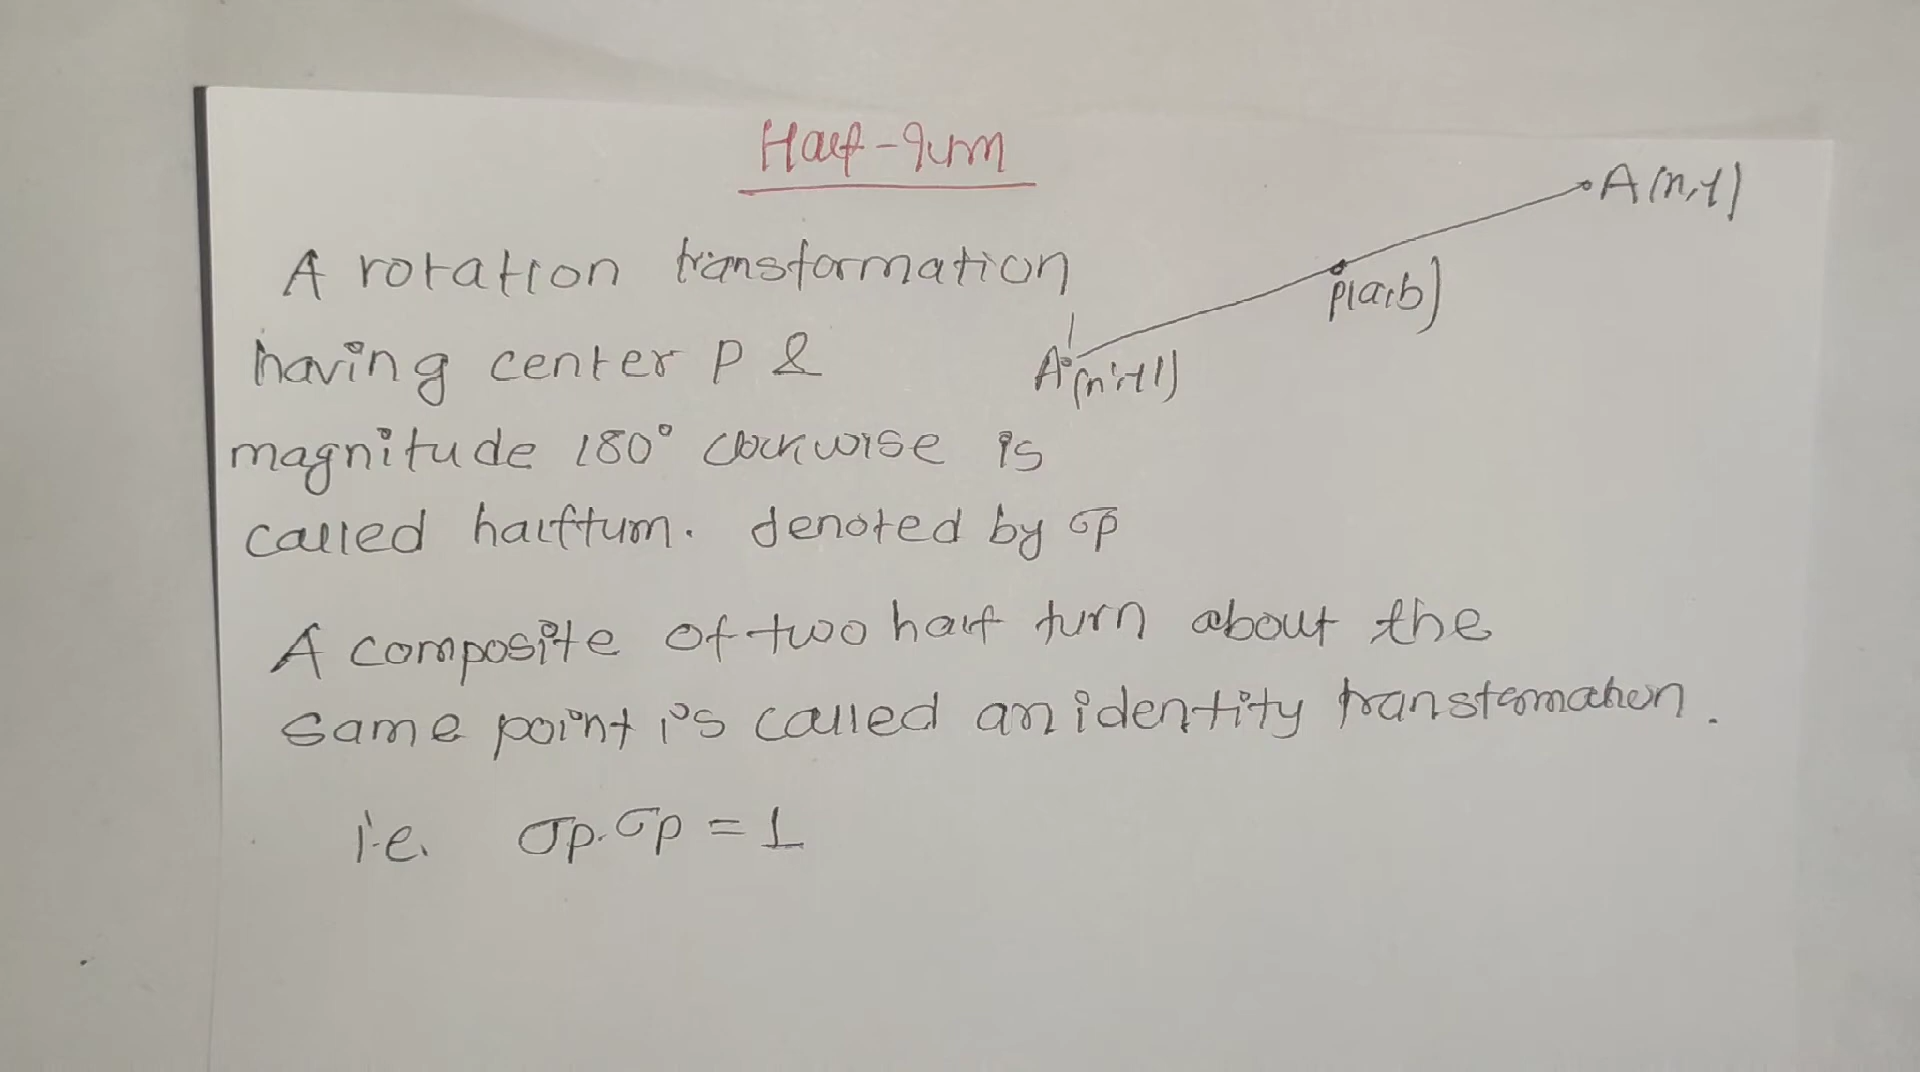 Half-turn
A rotation transformation
having center P &
magnitude 180° clockwise is
called halfturn. denoted by σp
A(x,y)
P(a,b)
A'(x',y')
A composite of two half turn about the
same point is called an identity transformation.
i.e. σp.σp = 1